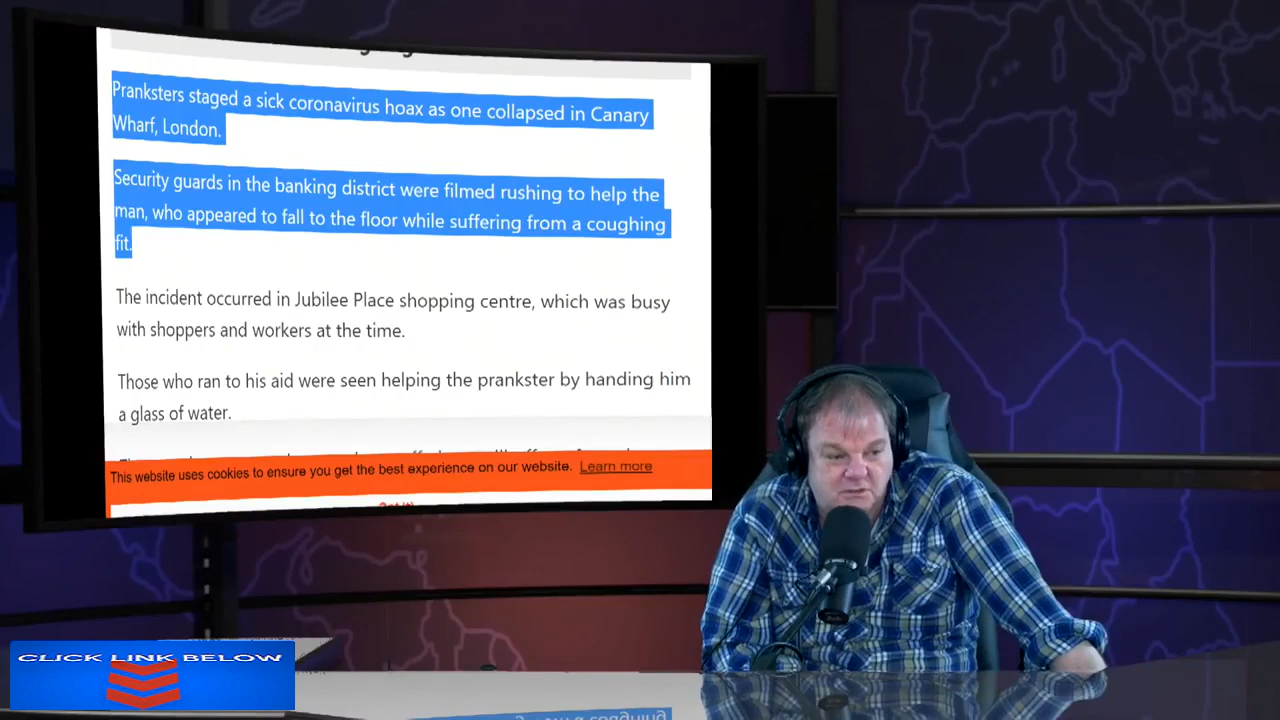 Pranksters staged a sick coronavirus hoax as one collapsed in Canary
Wharf, London.
Security guards in the banking district were filmed rushing to help the
man, who appeared to fall to the floor while suffering from a coughing
fit.
The incident occurred in Jubilee Place shopping centre, which was busy
with shoppers and workers at the time.
Those who ran to his aid were seen helping the prankster by handing him
a glass of water.
This website uses cookies to ensure you get the best experience on our website. Learn more
CLICK LINK BELOW